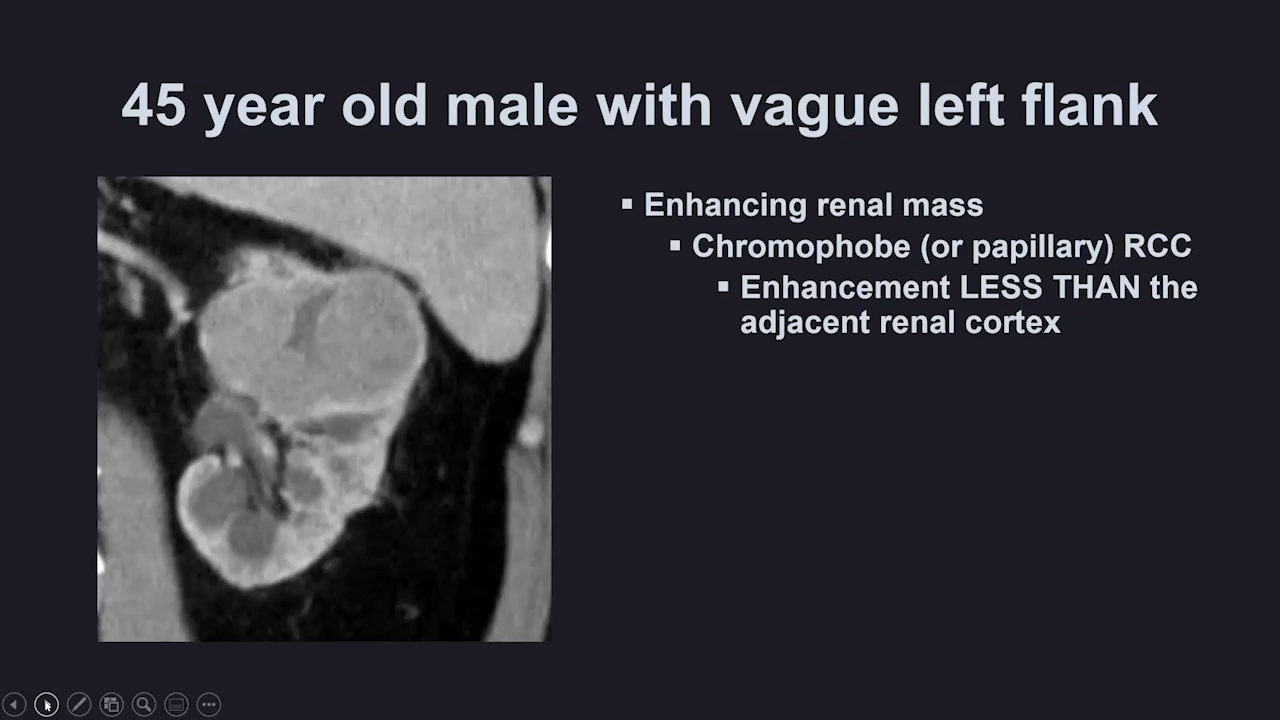 45 year old male with vague left flank
▪ Enhancing renal mass
▪ Chromophobe (or papillary) RCC
▪ Enhancement LESS THAN the
adjacent renal cortex